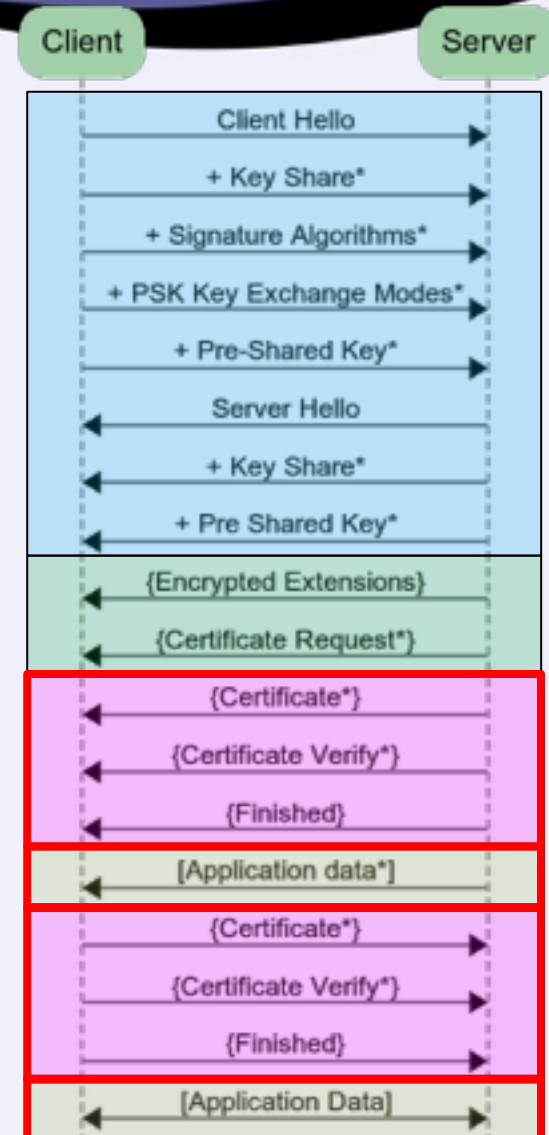 Client
Server
Client Hello
+ Key Share*
+ Signature Algorithms*
+ PSK Key Exchange Modes*
+ Pre-Shared Key*
Server Hello
+ Key Share*
+ Pre Shared Key*
{Encrypted Extensions}
{Certificate Request*}
{Certificate*}
{Certificate Verify*}
{Finished}
[Application data*]
{Certificate*}
{Certificate Verify*}
{Finished}
[Application Data]